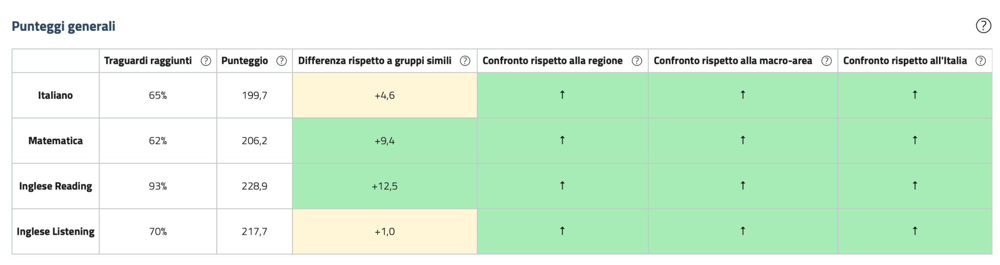 Punteggi generali ?
Traguardi raggiunti ? Punteggio ? Differenza rispetto a gruppi simili ? Confronto rispetto alla regione ? Confronto rispetto alla macro-area ? Confronto rispetto all'Italia ?
Italiano 65% 199,7 +4,6 ↑ ↑ ↑
Matematica 62% 206,2 +9,4 ↑ ↑ ↑
Inglese Reading 93% 228,9 +12,5 ↑ ↑ ↑
Inglese Listening 70% 217,7 +1,0 ↑ ↑ ↑